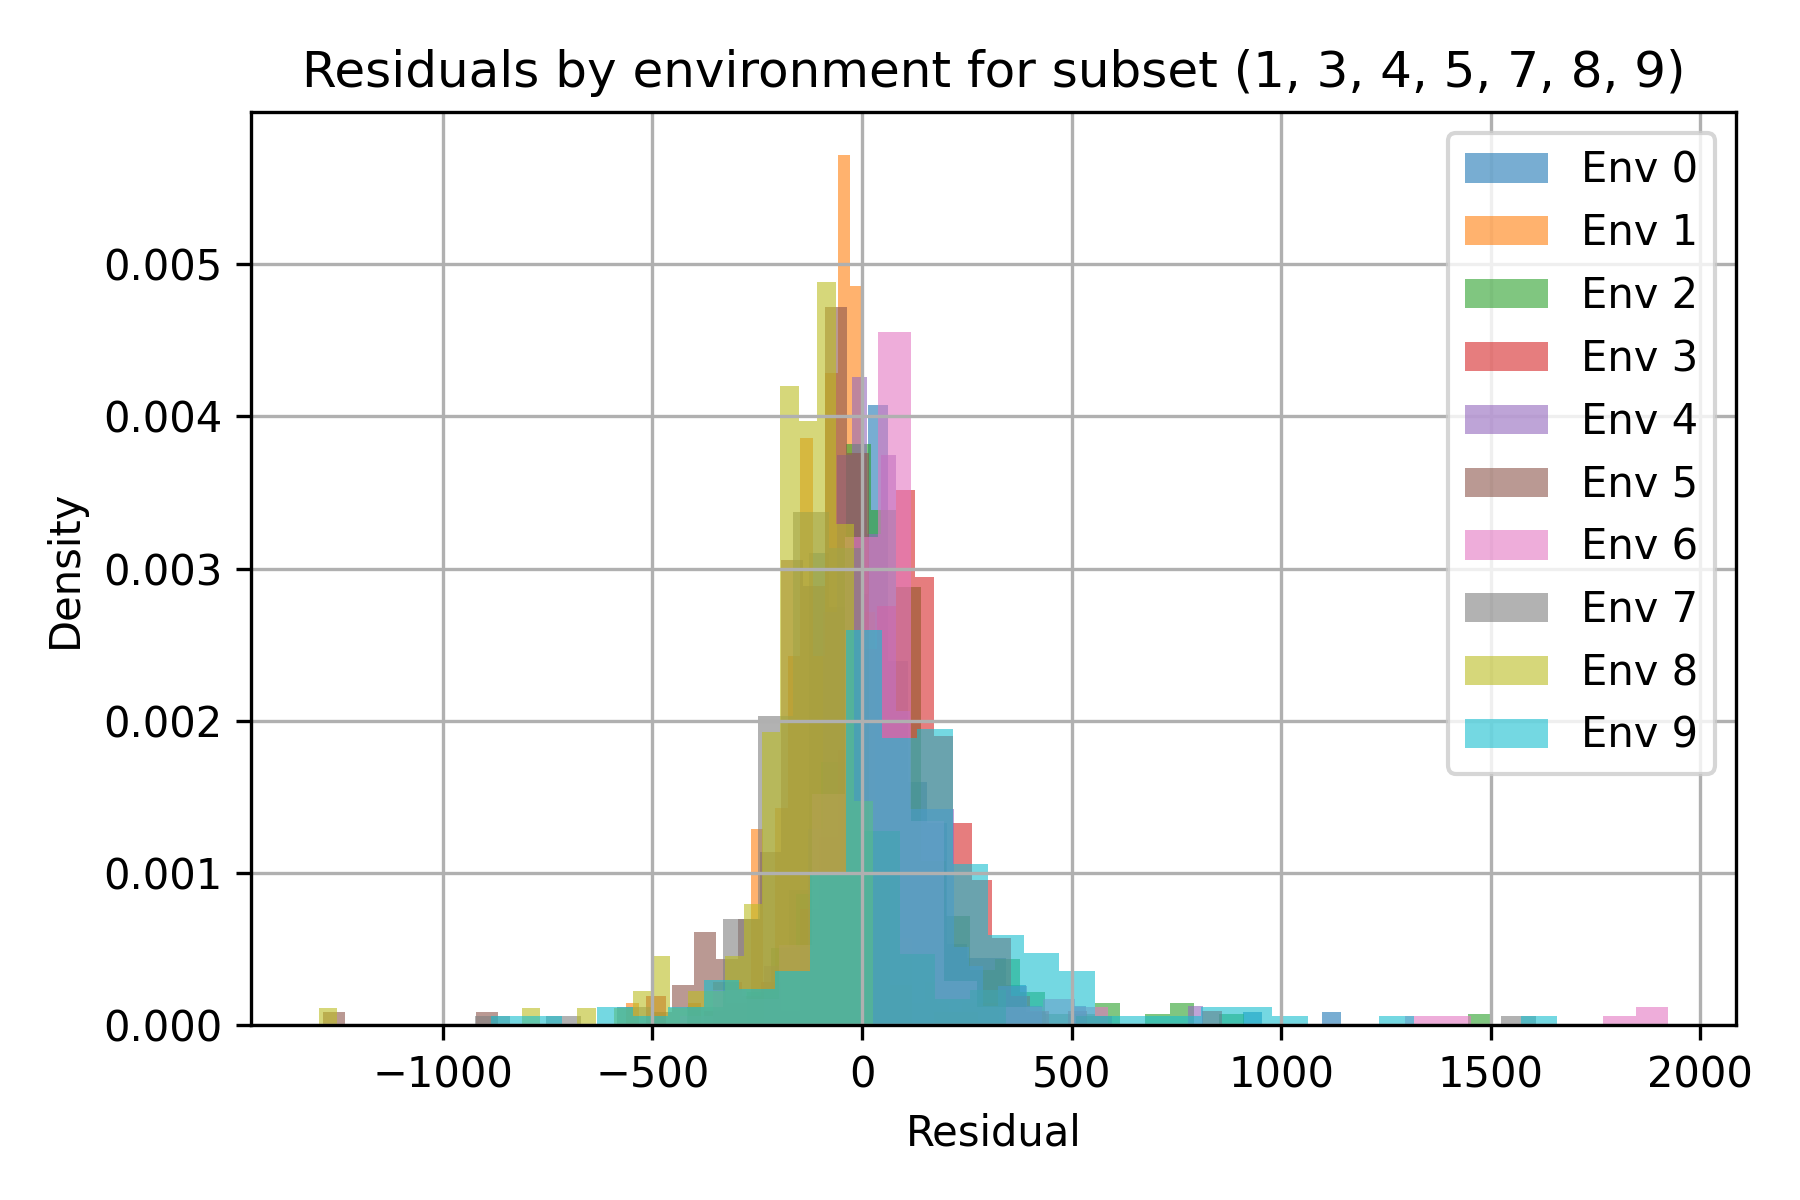 Residuals by environment for subset (1, 3, 4, 5, 7, 8, 9)
Env 0
Env 1
Env 2
Env 3
Env 4
Env 5
Env 6
Env 7
Env 8
Env 9
Density
0.005
0.004
0.003
0.002
0.001
0.000
−1000 −500 0 500 1000 1500 2000
Residual